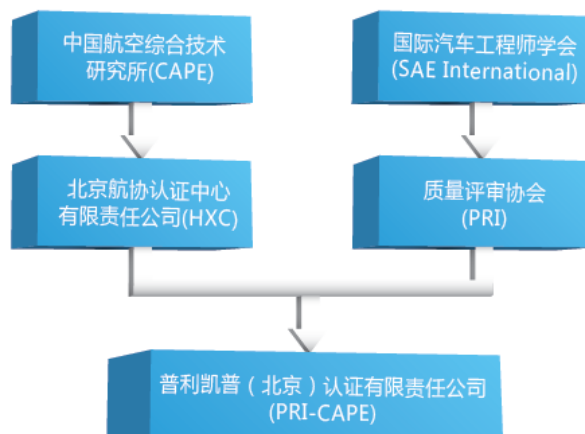 中国航空综合技术
研究所(CAPE)
国际汽车工程师学会
(SAE International)
北京航协认证中心
有限责任公司(HXC)
质量评审协会
(PRI)
普利凯普（北京）认证有限责任公司
(PRI-CAPE)